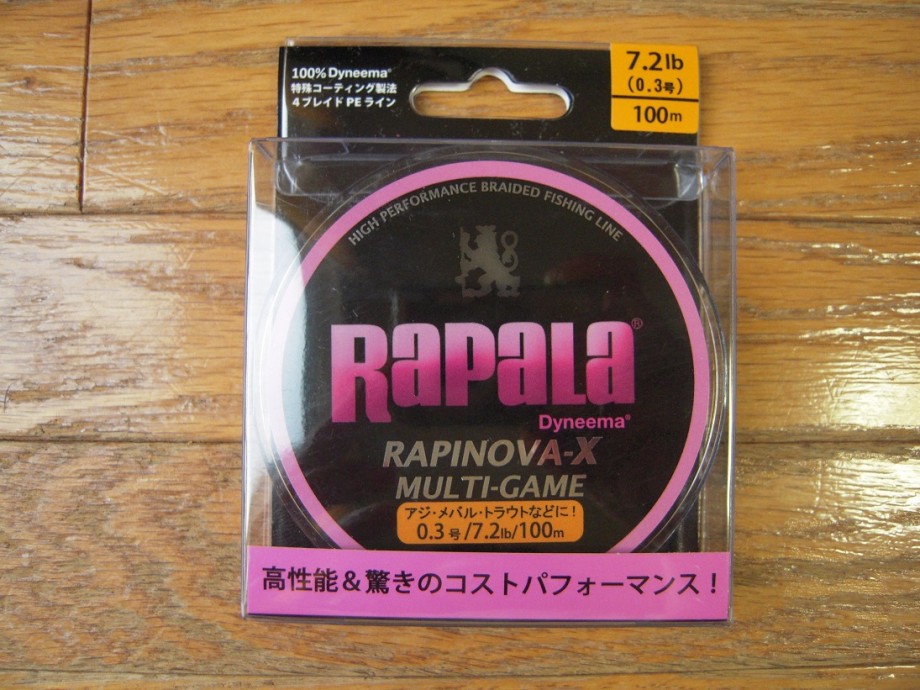 100% Dyneema®
特殊コーティング製法
4ブレイドPEライン
7.2lb
(0.3号)
100m
HIGH PERFORMANCE BRAIDED FISHING LINE
RAPALA®
Dyneema®
RAPINOVA-X
MULTI-GAME
アジ・メバル・トラウトなどに!
0.3号/7.2lb/100m
高性能&驚きのコストパフォーマンス!